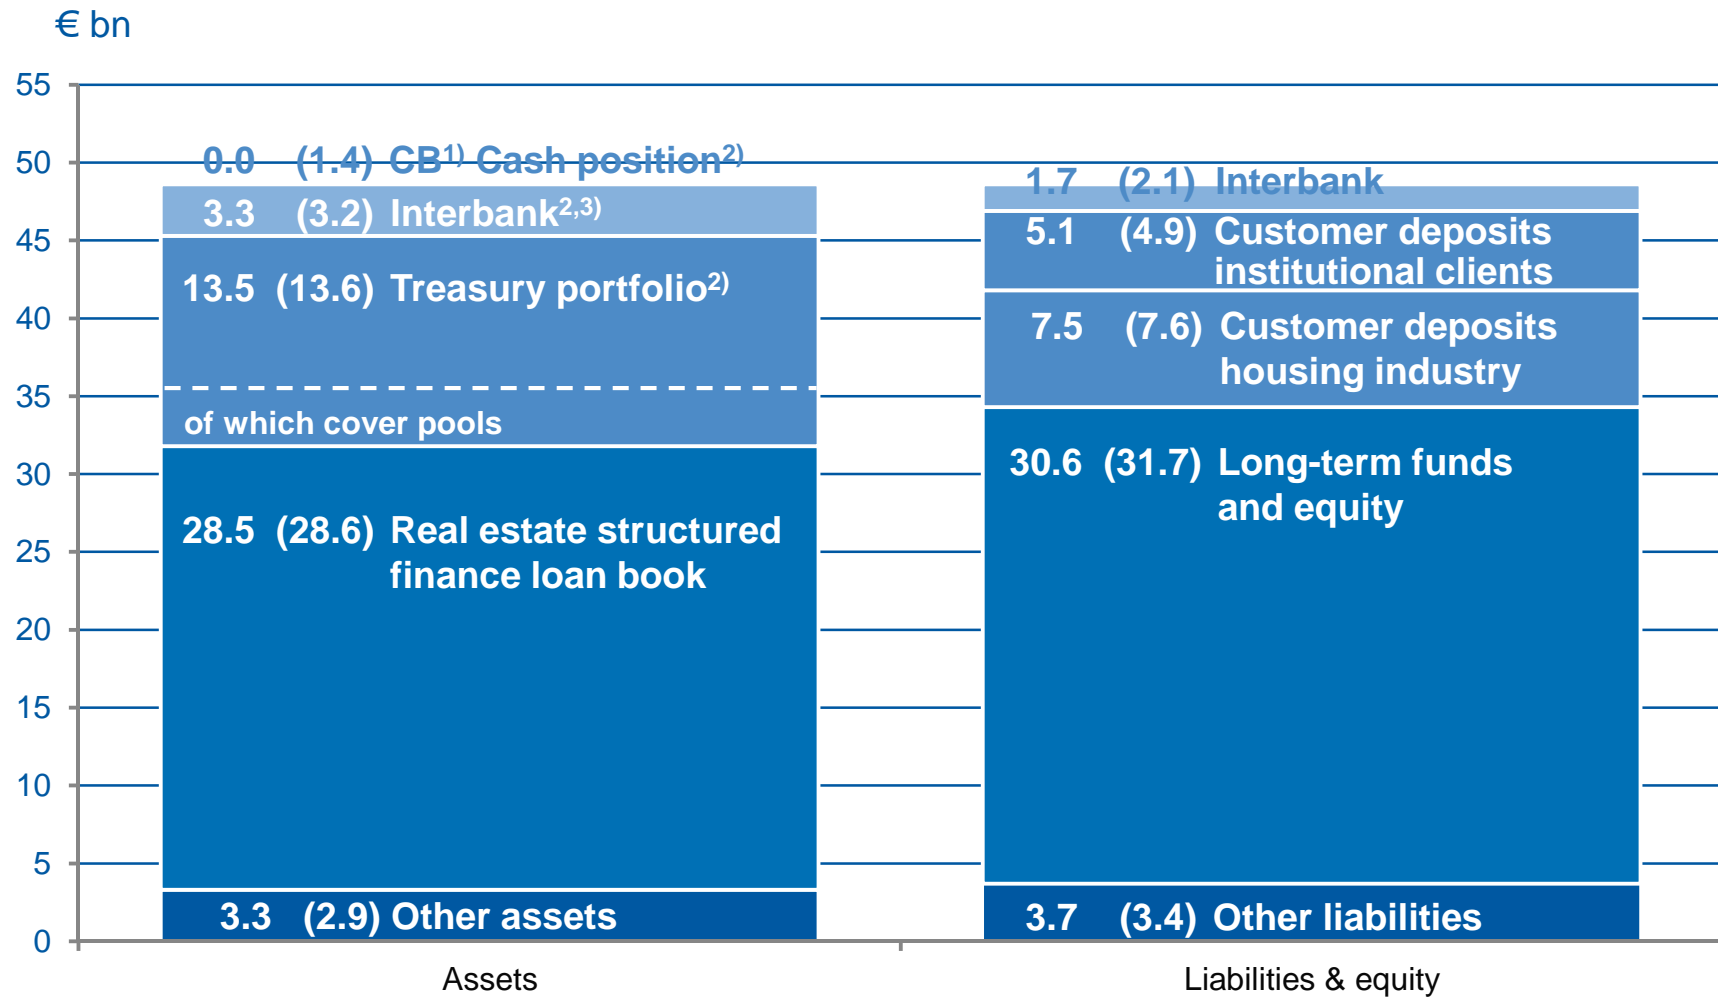 € bn
55
50
45
40
35
30
25
20
15
10
5
0
0.0 (1.4) CB1) Cash position2)
3.3 (3.2) Interbank2,3)
13.5 (13.6) Treasury portfolio2)
of which cover pools
28.5 (28.6) Real estate structured
finance loan book
3.3 (2.9) Other assets
1.7 (2.1) Interbank
5.1 (4.9) Customer deposits
institutional clients
7.5 (7.6) Customer deposits
housing industry
30.6 (31.7) Long-term funds
and equity
3.7 (3.4) Other liabilities
Assets
Liabilities & equity